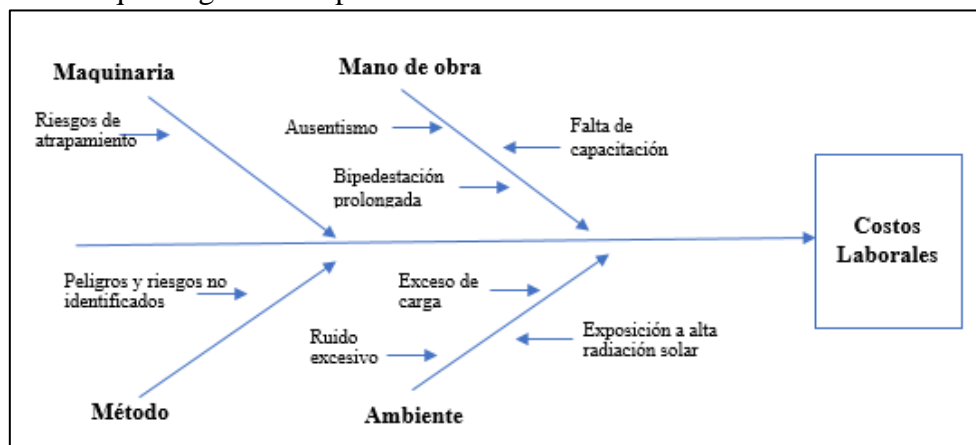 Maquinaria
Mano de obra
Riesgos de
atrapamiento
Ausentismo
Falta de
capacitación
Bipedestación
prolongada
Costos
Laborales
Peligros y riesgos no
identificados
Exceso de
carga
Ruido
excesivo
Exposición a alta
radiación solar
Método
Ambiente